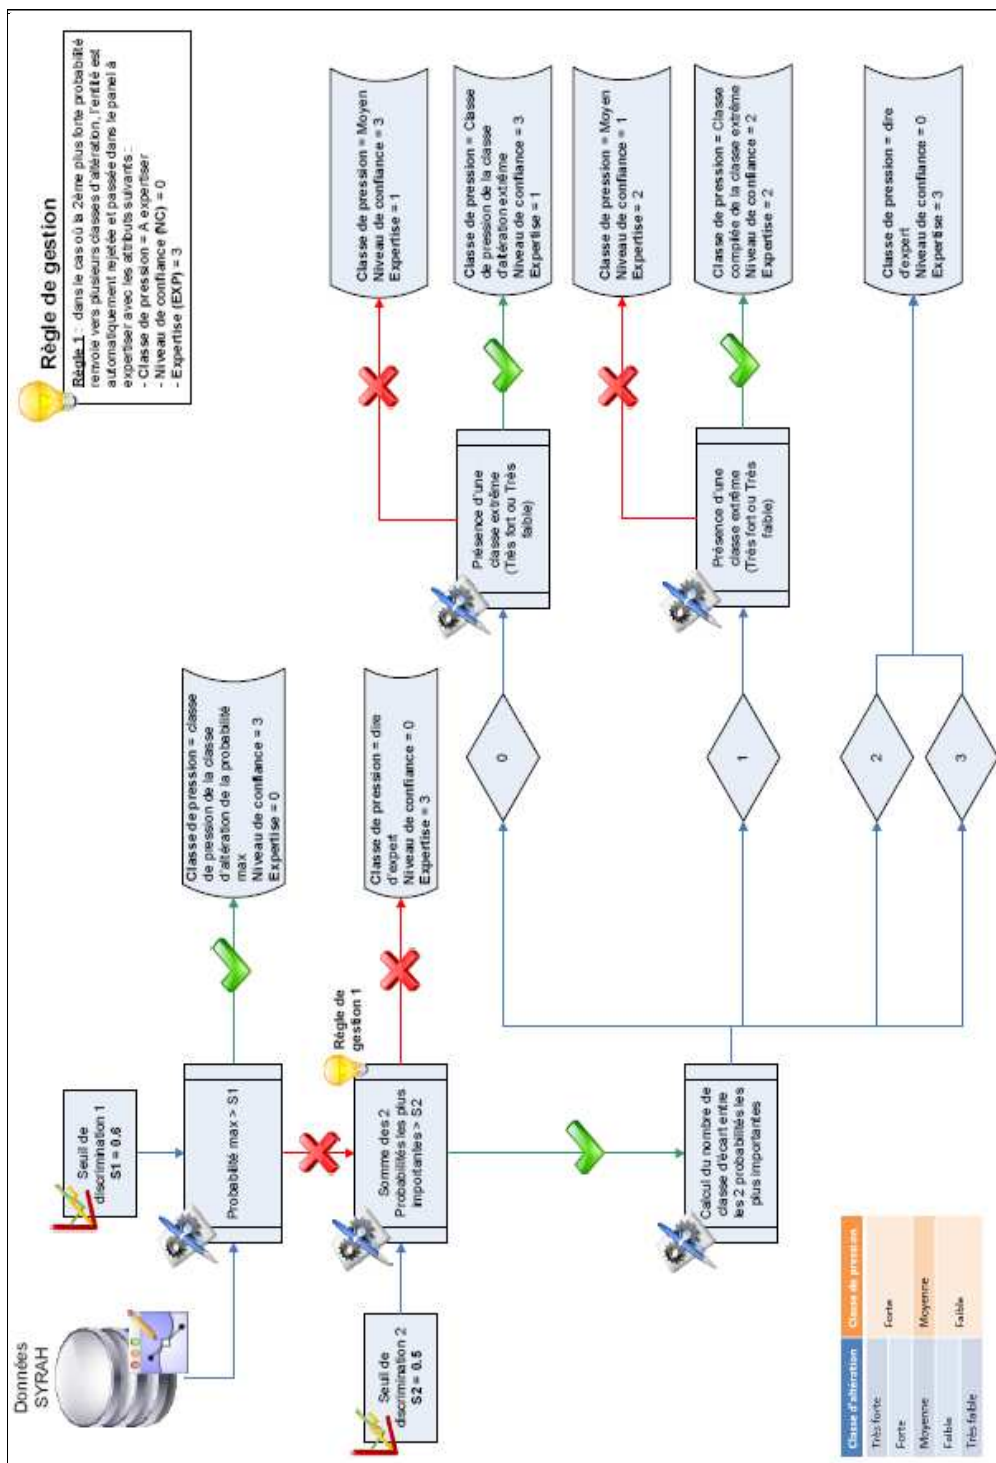 Données
SYRAH
Seuil de
discrimination 1
S1 = 0.6
Probabilité max > S1
Classe de pression = classe
de pression de la classe
d'altération de la probabilité
max
Niveau de confiance = 3
Expertise = 0
Règle de gestion
Règle 1 : dans le cas où la 2ème plus forte probabilité
renvoie vers plusieurs classes d'altération, l'entité est
automatiquement rejetée et passée dans le panel à
expertiser avec les attributs suivants :
- Classe de pression = A expertiser
- Niveau de confiance (NC) = 0
- Expertise (EXP) = 3
Seuil de
discrimination 2
S2 = 0.5
Somme des 2
Probabilités les plus
importantes > S2
Règle de
gestion 1
Classe de pression = dire
d'expert
Niveau de confiance = 0
Expertise = 3
Calcul du nombre de
classe d'écart entre
les 2 probabilités les
plus importantes
0
1
2
3
Présence d'une
classe extrême
(Très fort ou Très
faible)
Classe de pression = Moyen
Niveau de confiance = 3
Expertise = 1
Classe de pression = Classe
de pression de la classe
d'atération extrême
Niveau de confiance = 3
Expertise = 1
Présence d'une
classe extrême
(Très fort ou Très
faible)
Classe de pression = Moyen
Niveau de confiance = 1
Expertise = 2
Classe de pression = Classe
compilée de la classe extrême
Niveau de confiance = 2
Expertise = 2
Classe de pression = dire
d'expert
Niveau de confiance = 0
Expertise = 3
Classe d'altération Classe de pression
Très forte
Forte
Forte
Moyenne Moyenne
Faible
Faible
Très faible